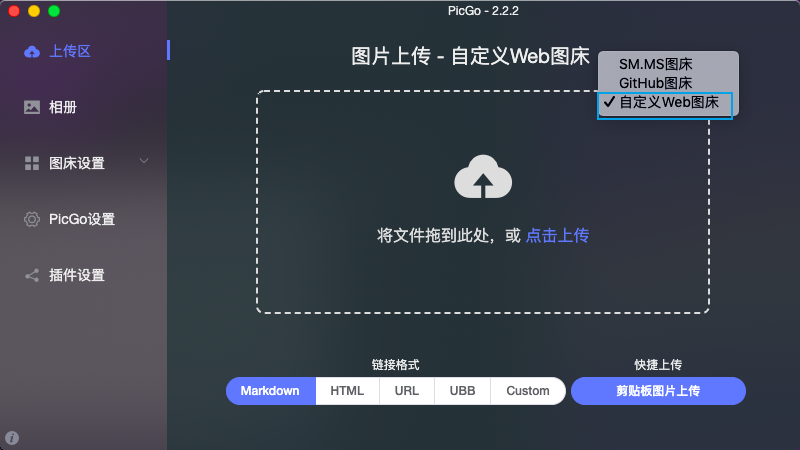 PicGo - 2.2.2
上传区
相册
图床设置
PicGo设置
插件设置
图片上传 - 自定义Web图床
SM.MS图床
GitHub图床
✓ 自定义Web图床
将文件拖到此处，或 点击上传
链接格式
快捷上传
Markdown HTML URL UBB Custom
剪贴板图片上传